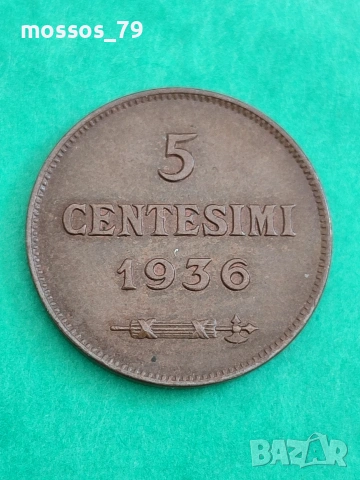 mossos_79
5
CENTESIMI
1936
BAZAR